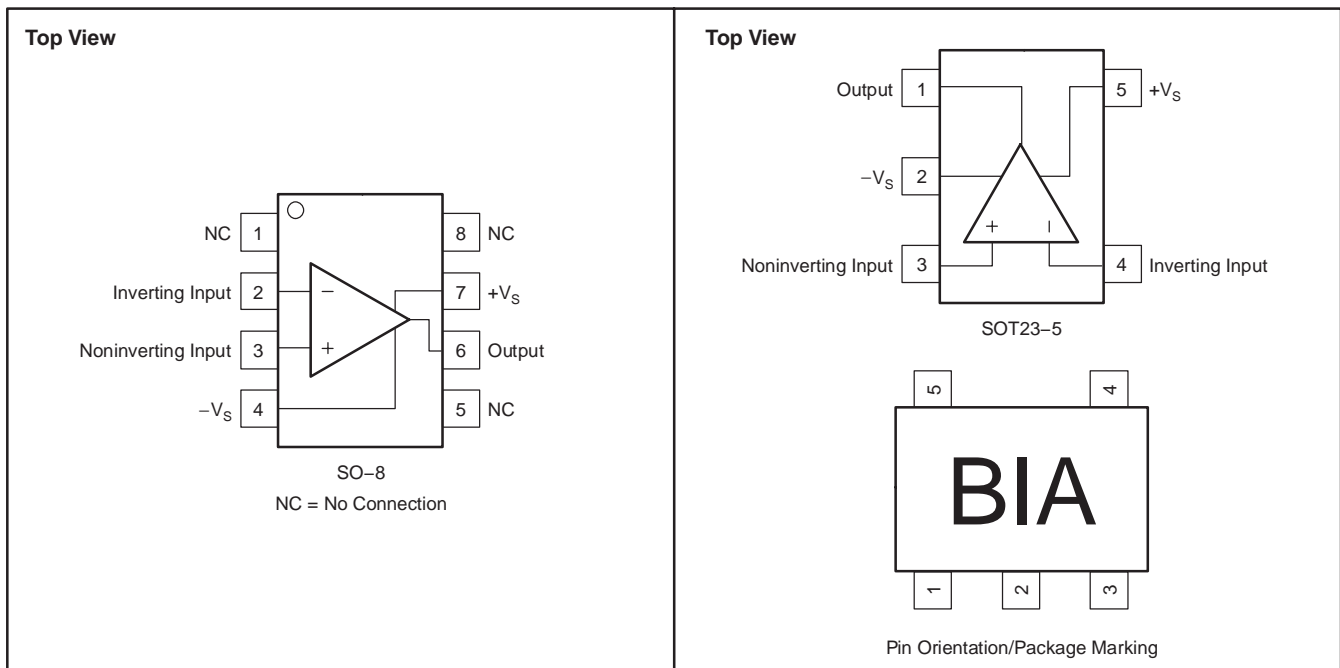 Top View
NC 1
8 NC
Inverting Input 2
−
7 +VS
Noninverting Input 3
+
6 Output
−VS 4
5 NC
SO−8
NC = No Connection
Top View
Output 1
5 +VS
−VS 2
+ −
Noninverting Input 3
4 Inverting Input
SOT23−5
5 4
BIA
1 2 3
Pin Orientation/Package Marking